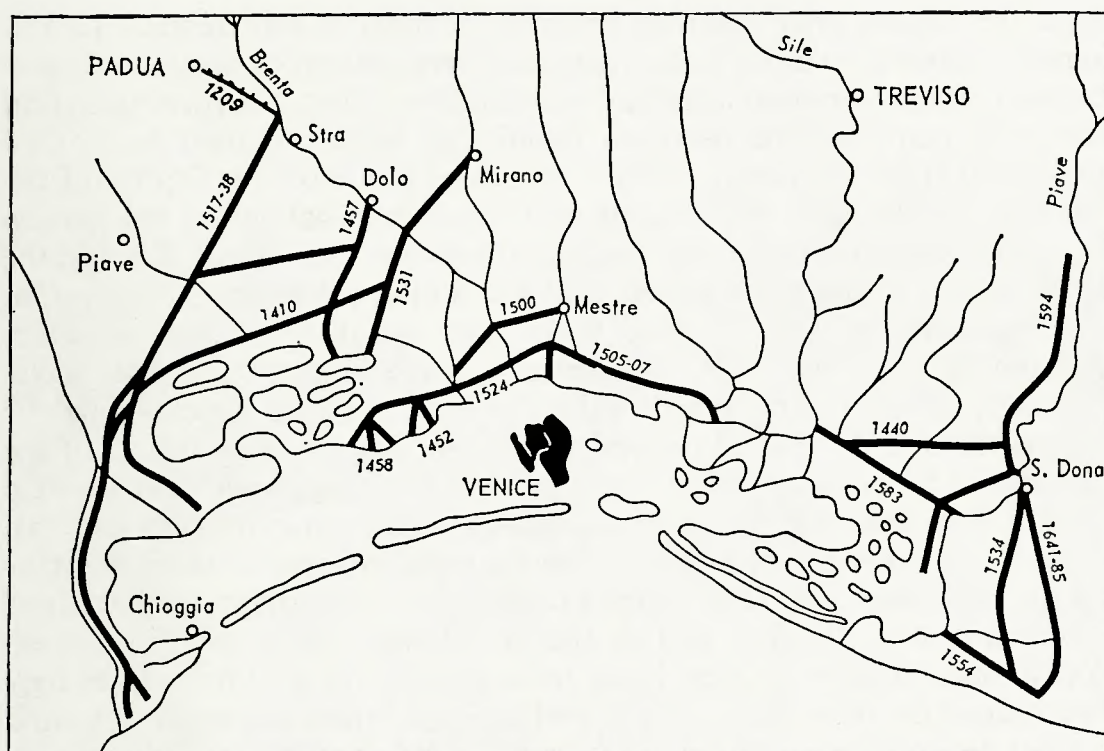 PADUA
1209
Brenta
Stra
Sile
TREVISO
Piave
Dolo
Mirano
1517-38
1457
Piave
1410
1531
1500
Mestre
1594
1505-07
1524
1440
1452
1458
VENICE
S. Dona
1583
1534
1641-85
Chioggia
1554